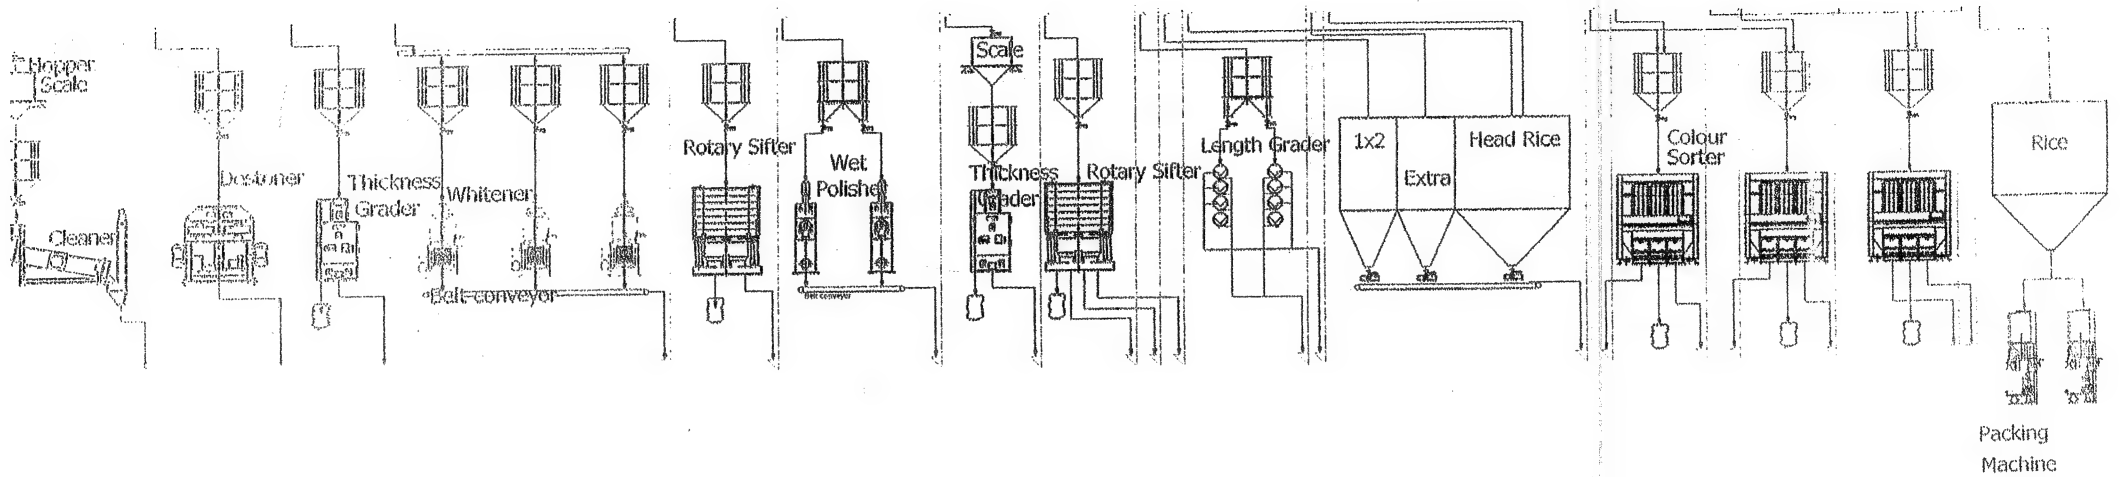 Hopper
Scale
Cleaner
Destoner
Thickness
Grader
Whitener
Belt-conveyor
Rotary Sifter
Wet
Polisher
Belt conveyor
Scale
Thickness
Grader
Rotary Sifter
Length Grader
1x2
Extra
Head Rice
Colour
Sorter
Rice
Packing
Machine